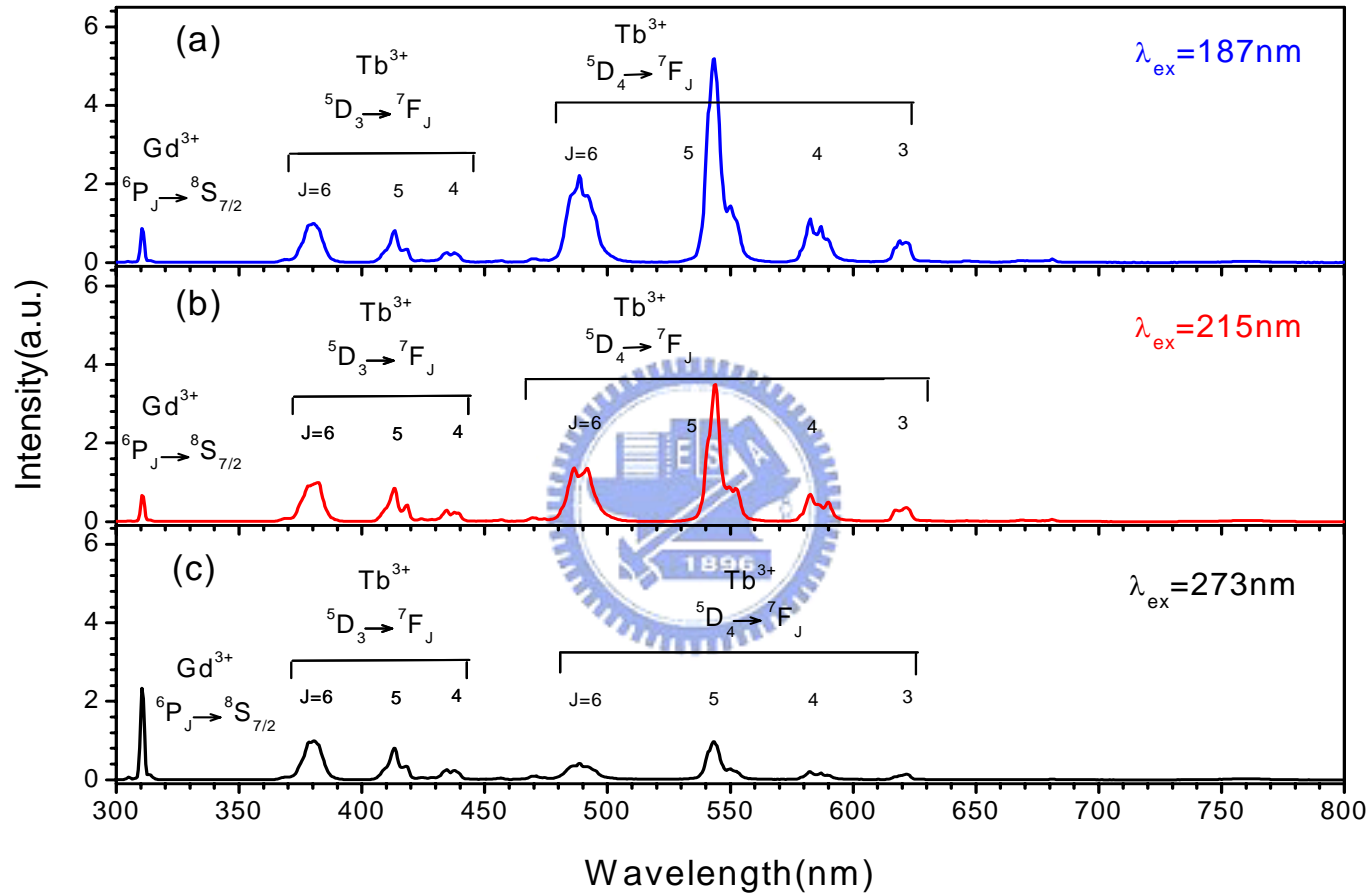 Intensity(a.u.)
6
4
2
0
(a)
Gd3+
6PJ→8S7/2
Tb3+
5D3→7FJ
J=6
5
4
Tb3+
5D4→7FJ
J=6
5
4
3
λex=187nm
6
4
2
0
(b)
Gd3+
6PJ→8S7/2
Tb3+
5D3→7FJ
J=6
5
4
Tb3+
5D4→7FJ
J=6
5
4
3
λex=215nm
E
S
A
1896
6
4
2
0
(c)
Gd3+
6PJ→8S7/2
Tb3+
5D3→7FJ
J=6
5
4
Tb3+
5D4→7FJ
J=6
5
4
3
λex=273nm
300 350 400 450 500 550 600 650 700 750 800
Wavelength(nm)